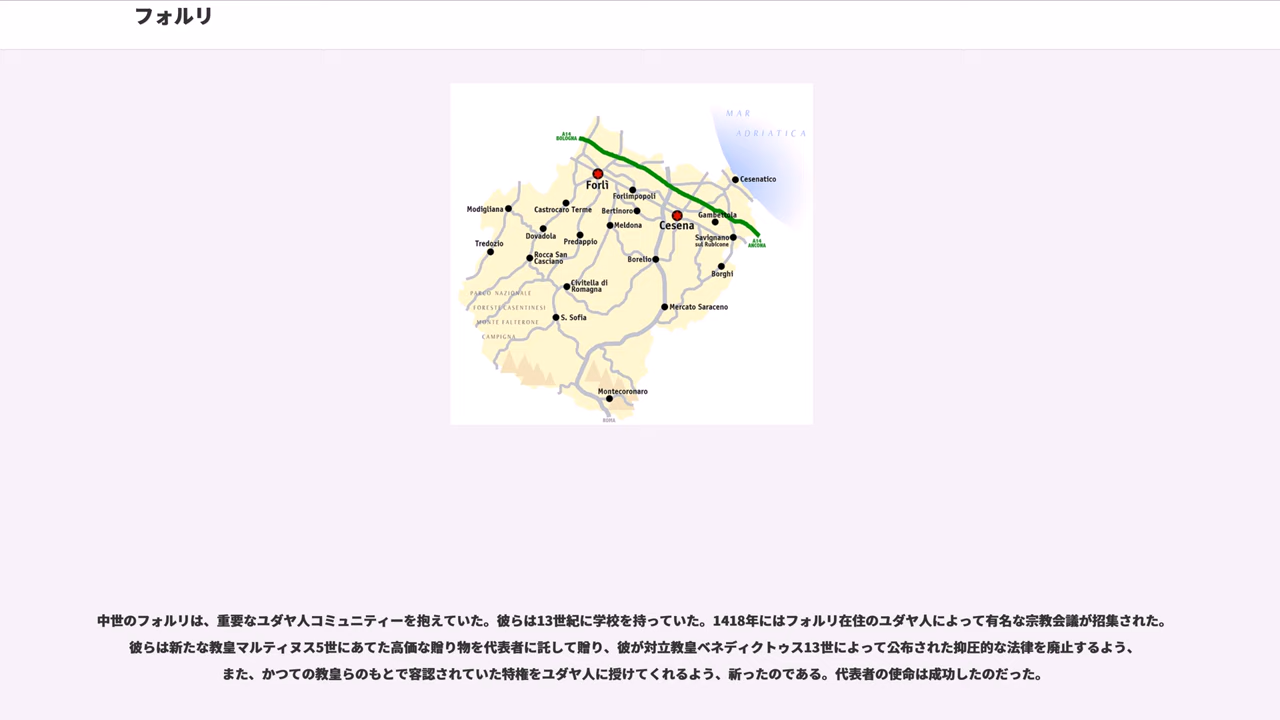 フォルリ
MAR
ADRIATICA
A14
BOLOGNA
Cesenatico
Forlì
Forlimpopoli
Modigliana
Castrocaro Terme
Bertinoro
Gambettola
Cesena
Meldona
Dovadola
Predappio
Savignano
sul Rubicone
A14
ANCONA
Tredozio
Rocca San
Casciano
Borello
Borghi
Civitella di
Romagna
PARCO NAZIONALE
FORESTE CASENTINESI
MONTE FALTERONE
CAMPIGNA
Mercato Saraceno
S. Sofia
Montecoronaro
ROMA
中世のフォルリは、重要なユダヤ人コミュニティーを抱えていた。彼らは13世紀に学校を持っていた。1418年にはフォルリ在住のユダヤ人によって有名な宗教会議が招集された。
彼らは新たな教皇マルティヌス5世にあてた高価な贈り物を代表者に託して贈り、彼が対立教皇ベネディクトゥス13世によって公布された抑圧的な法律を廃止するよう、
また、かつての教皇らのもとで容認されていた特権をユダヤ人に授けてくれるよう、祈ったのである。代表者の使命は成功したのだった。